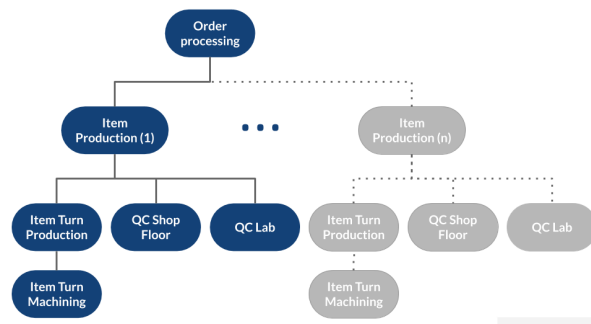 Order
processing
Item
Production (1)
Item
Production (n)
Item Turn
Production
QC Shop
Floor
QC Lab
Item Turn
Production
QC Shop
Floor
QC Lab
Item Turn
Machining
Item Turn
Machining